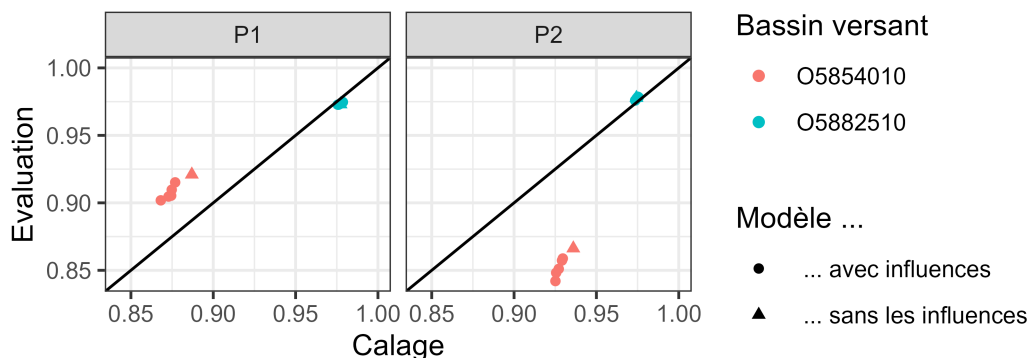 P1
P2
1.00
0.95
0.90
0.85
Evaluation
0.85 0.90 0.95 1.00
0.85 0.90 0.95 1.00
Calage
Bassin versant
O5854010
O5882510
Modèle ...
... avec influences
... sans les influences